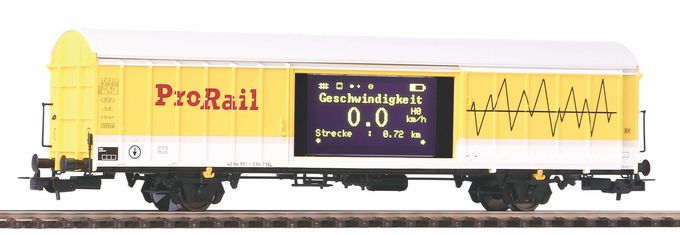 ProRail
Geschwindigkeit
0.0 H0
km/h
Strecke : 0.72 km